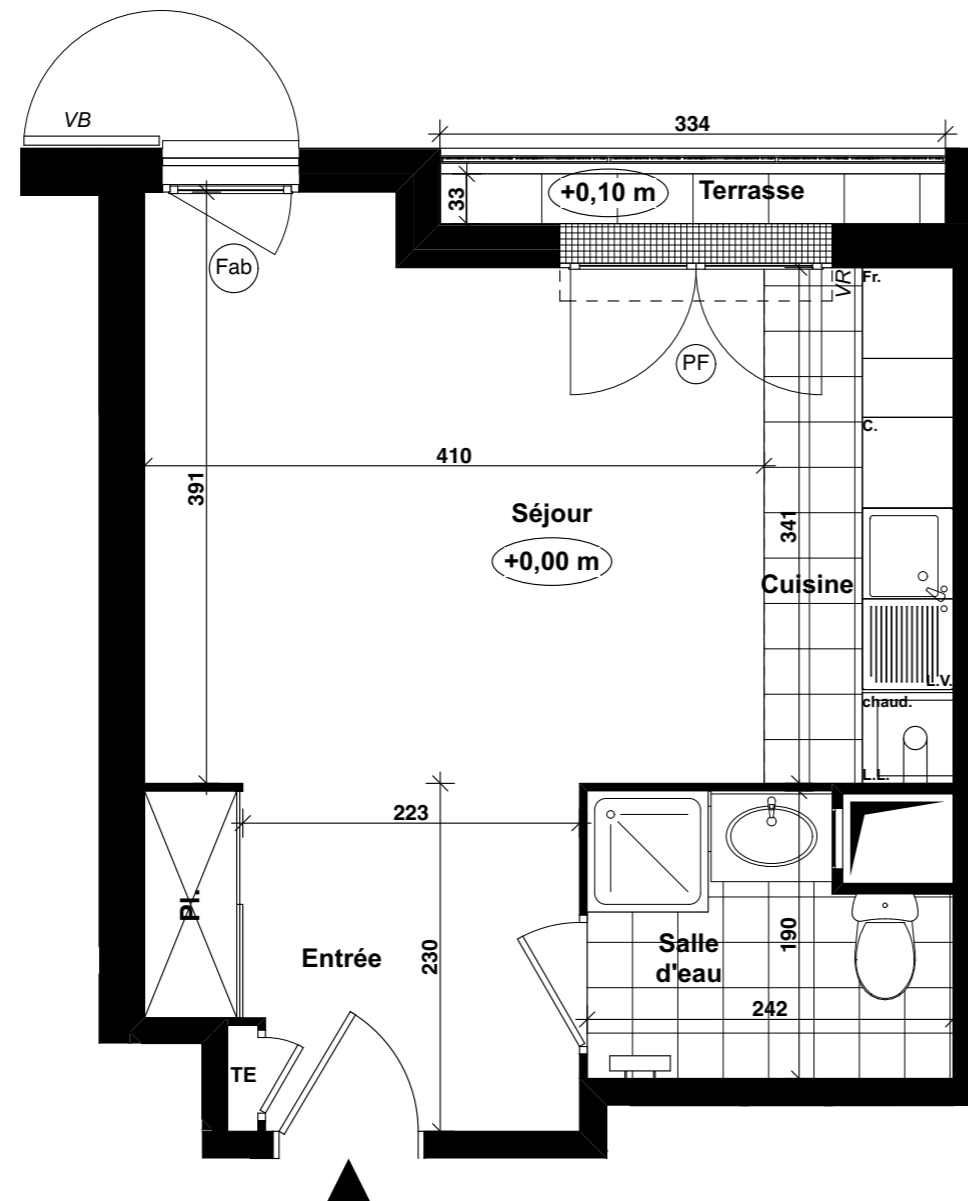 VB
334
33
+0,10 m
Terrasse
Fab
VR
Fr.
PF
C.
410
391
Séjour
+0,00 m
341
Cuisine
L.V.
chaud.
L.L.
223
Pl.
Entrée
230
Salle
d'eau
190
242
TE